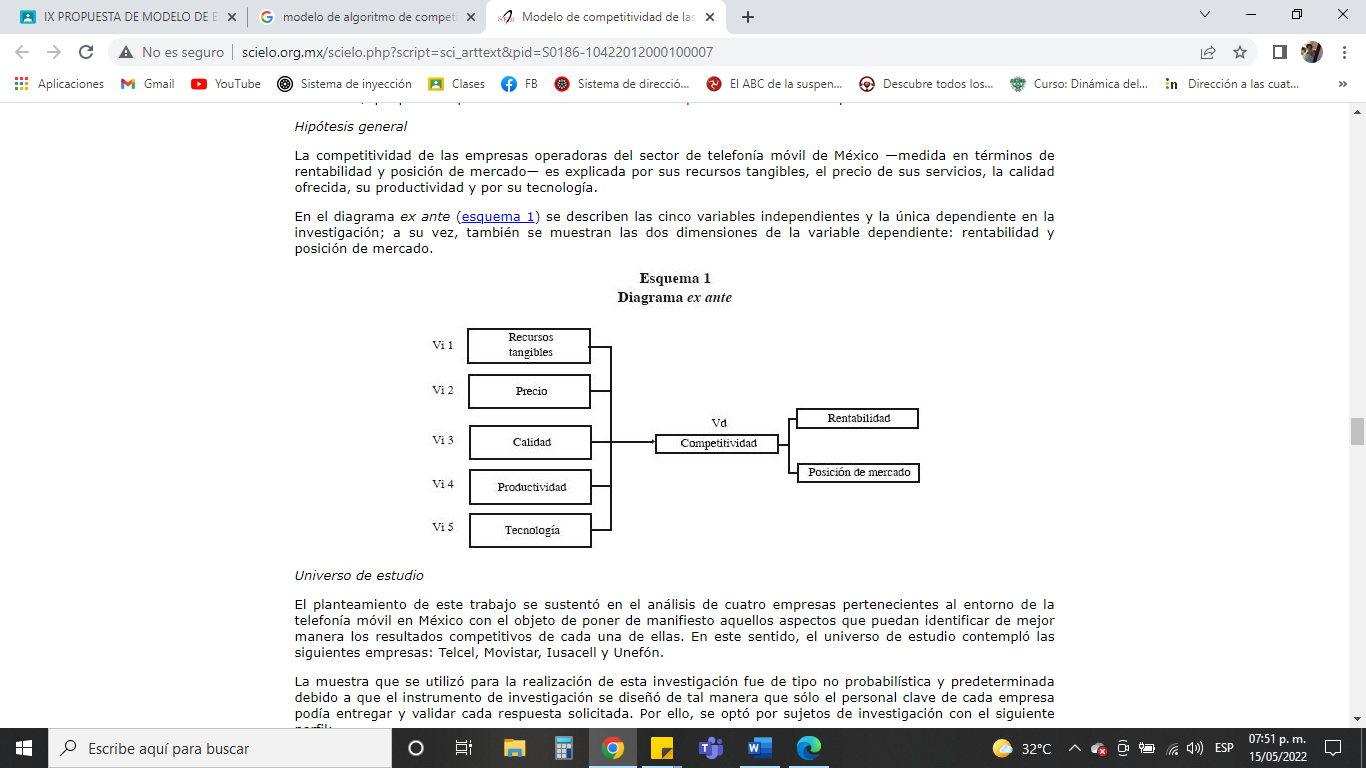 IX PROPUESTA DE MODELO DE E
modelo de algoritmo de competi
Modelo de competitividad de las
No es seguro
scielo.org.mx/scielo.php?script=sci_arttext&pid=S0186-10422012000100007
Aplicaciones
Gmail
YouTube
Sistema de inyección
Clases
FB
Sistema de direcció...
El ABC de la suspen...
Descubre todos los...
Curso: Dinámica del...
in
Dirección a las cuat...
»
Hipótesis general
La competitividad de las empresas operadoras del sector de telefonía móvil de México —medida en términos de
rentabilidad y posición de mercado— es explicada por sus recursos tangibles, el precio de sus servicios, la calidad
ofrecida, su productividad y por su tecnología.
En el diagrama ex ante (esquema 1) se describen las cinco variables independientes y la única dependiente en la
investigación; a su vez, también se muestran las dos dimensiones de la variable dependiente: rentabilidad y
posición de mercado.
Esquema 1
Diagrama ex ante
Vi 1
Recursos
tangibles
Vi 2
Precio
Vi 3
Calidad
Vi 4
Productividad
Vi 5
Tecnología
Vd
Competitividad
Rentabilidad
Posición de mercado
Universo de estudio
El planteamiento de este trabajo se sustentó en el análisis de cuatro empresas pertenecientes al entorno de la
telefonía móvil en México con el objeto de poner de manifiesto aquellos aspectos que puedan identificar de mejor
manera los resultados competitivos de cada una de ellas. En este sentido, el universo de estudio contempló las
siguientes empresas: Telcel, Movistar, Iusacell y Unefón.
La muestra que se utilizó para la realización de esta investigación fue de tipo no probabilística y predeterminada
debido a que el instrumento de investigación se diseñó de tal manera que sólo el personal clave de cada empresa
podía entregar y validar cada respuesta solicitada. Por ello, se optó por sujetos de investigación con el siguiente
Escribe aquí para buscar
32°C
ESP
07:51 p. m.
15/05/2022